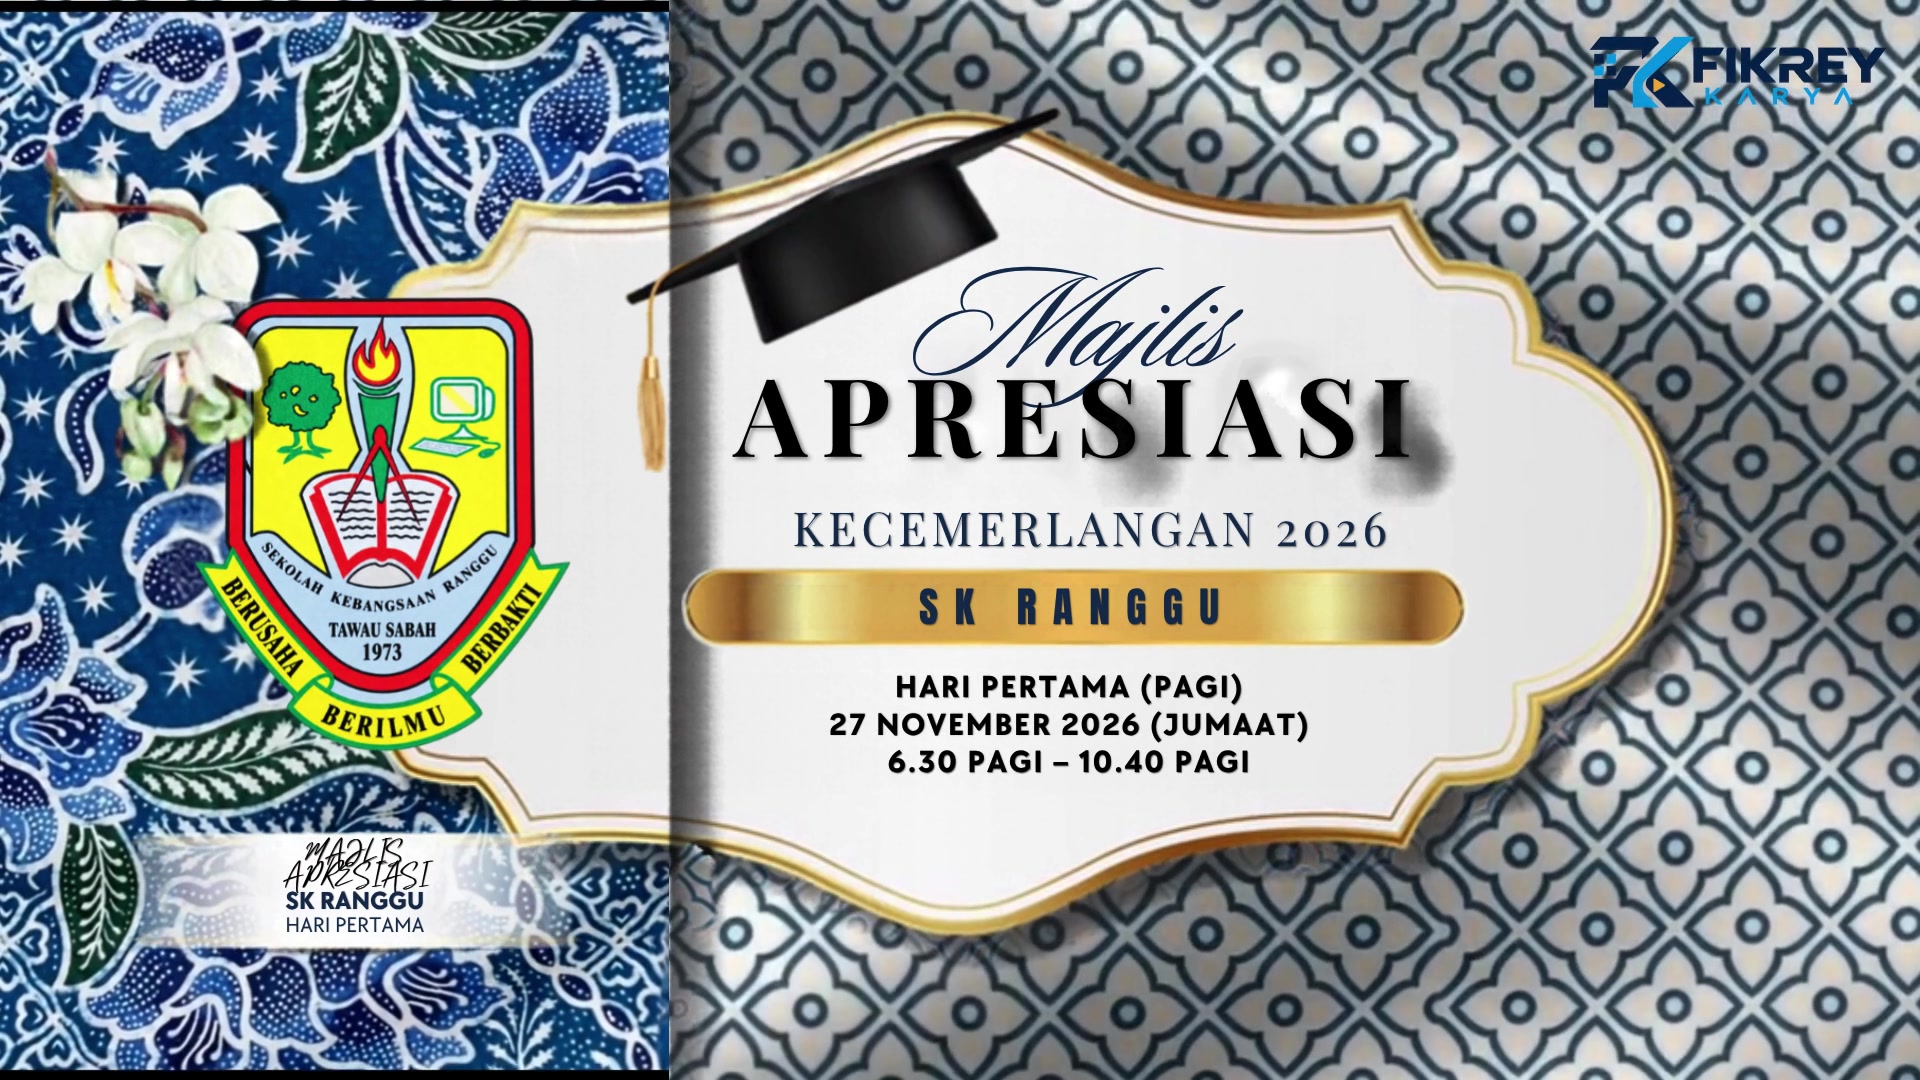 FIKREY
KARYA
Majlis
APRESIASI
KECEMERLANGAN 2026
SK RANGGU
HARI PERTAMA (PAGI)
27 NOVEMBER 2026 (JUMAAT)
6.30 PAGI – 10.40 PAGI
SEKOLAH KEBANGSAAN RANGGU
TAWAU SABAH
1973
BERUSAHA
BERILMU
BERBAKTI
MAJLIS
APRESIASI
SK RANGGU
HARI PERTAMA